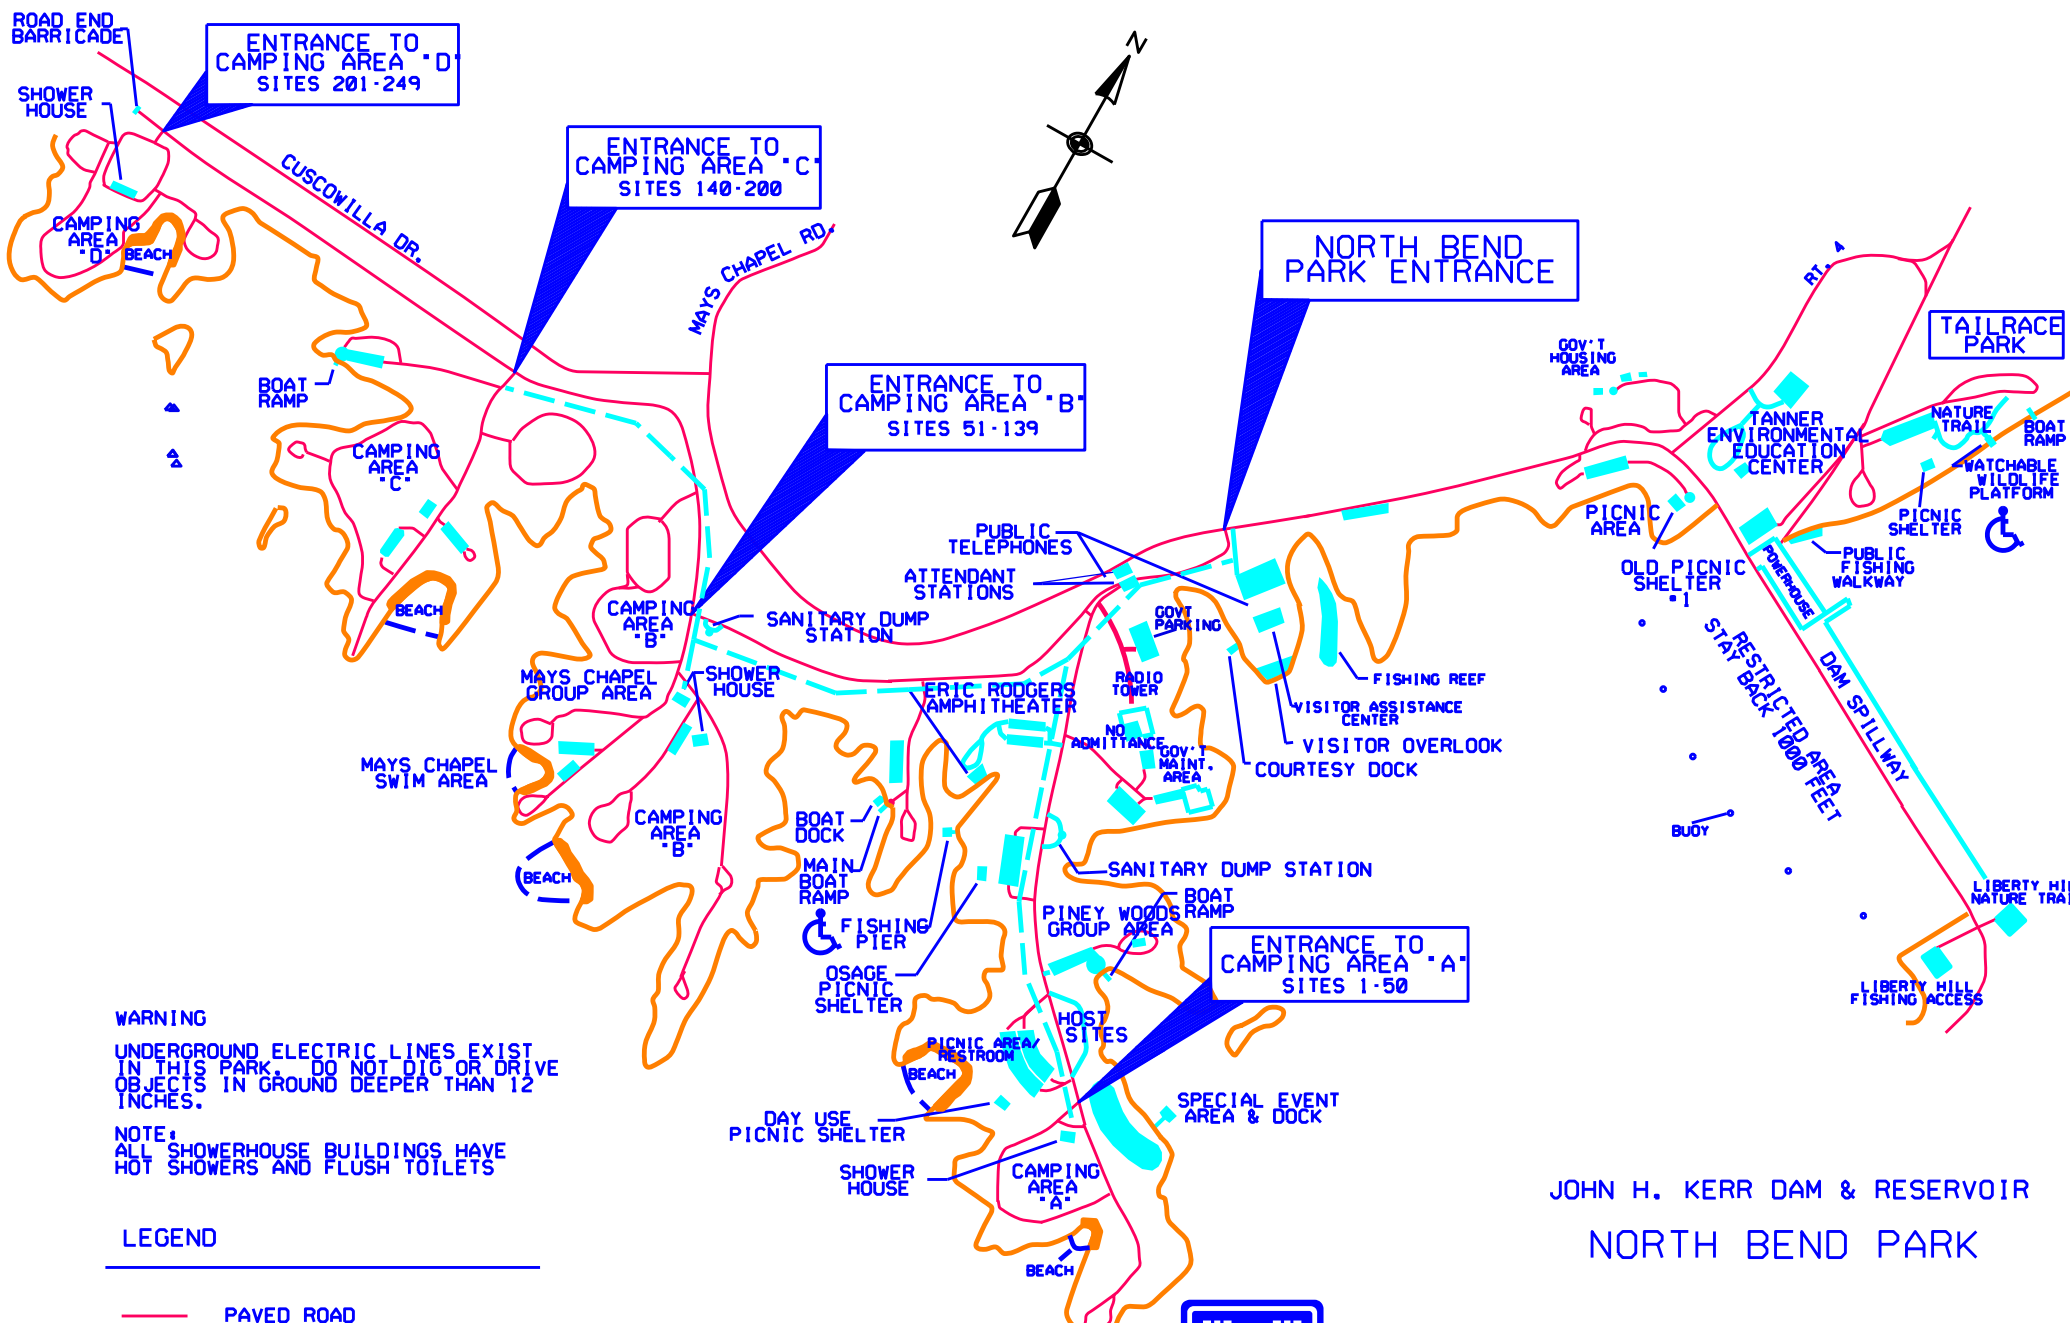 ROAD END
BARRICADE
ENTRANCE TO
CAMPING AREA "D"
SITES 201-249
SHOWER
HOUSE
ENTRANCE TO
CAMPING AREA "C"
SITES 140-200
N
CUSCOWILLA DR.
CAMPING
AREA
"D"
BEACH
MAYS CHAPEL RD.
NORTH BEND
PARK ENTRANCE
RT. 4
TAILRACE
PARK
GOV'T
HOUSING
AREA
BOAT
RAMP
ENTRANCE TO
CAMPING AREA "B"
SITES 51-139
TANNER
ENVIRONMENTAL
EDUCATION
CENTER
NATURE
TRAIL
BOAT
RAMP
WATCHABLE
WILDLIFE
PLATFORM
CAMPING
AREA
"C"
PICNIC
AREA
PICNIC
SHELTER
PUBLIC
TELEPHONES
POWERHOUSE
PUBLIC
FISHING
WALKWAY
OLD PICNIC
SHELTER
"1
ATTENDANT
STATIONS
BEACH
CAMPING
AREA
"B"
SANITARY DUMP
STATION
GOVT
PARKING
RESTRICTED AREA
STAY BACK 1000 FEET
DAM SPILLWAY
MAYS CHAPEL
GROUP AREA
SHOWER
HOUSE
ERIC RODGERS
AMPHITHEATER
RADIO
TOWER
FISHING REEF
VISITOR ASSISTANCE
CENTER
NO
ADMITTANCE
GOV'T
MAINT.
AREA
VISITOR OVERLOOK
COURTESY DOCK
MAYS CHAPEL
SWIM AREA
CAMPING
AREA
"B"
BOAT
DOCK
BUOY
MAIN
BOAT
RAMP
SANITARY DUMP STATION
BEACH
BOAT
RAMP
PINEY WOODS
GROUP AREA
LIBERTY HI
NATURE TRAI
FISHING
PIER
ENTRANCE TO
CAMPING AREA "A"
SITES 1-50
OSAGE
PICNIC
SHELTER
LIBERTY HILL
FISHING ACCESS
HOST
SITES
PICNIC AREA/
RESTROOM
BEACH
WARNING
UNDERGROUND ELECTRIC LINES EXIST
IN THIS PARK. DO NOT DIG OR DRIVE
OBJECTS IN GROUND DEEPER THAN 12
INCHES.
NOTE:
ALL SHOWERHOUSE BUILDINGS HAVE
HOT SHOWERS AND FLUSH TOILETS
DAY USE
PICNIC SHELTER
SPECIAL EVENT
AREA & DOCK
SHOWER
HOUSE
CAMPING
AREA
"A"
BEACH
JOHN H. KERR DAM & RESERVOIR
NORTH BEND PARK
LEGEND
PAVED ROAD